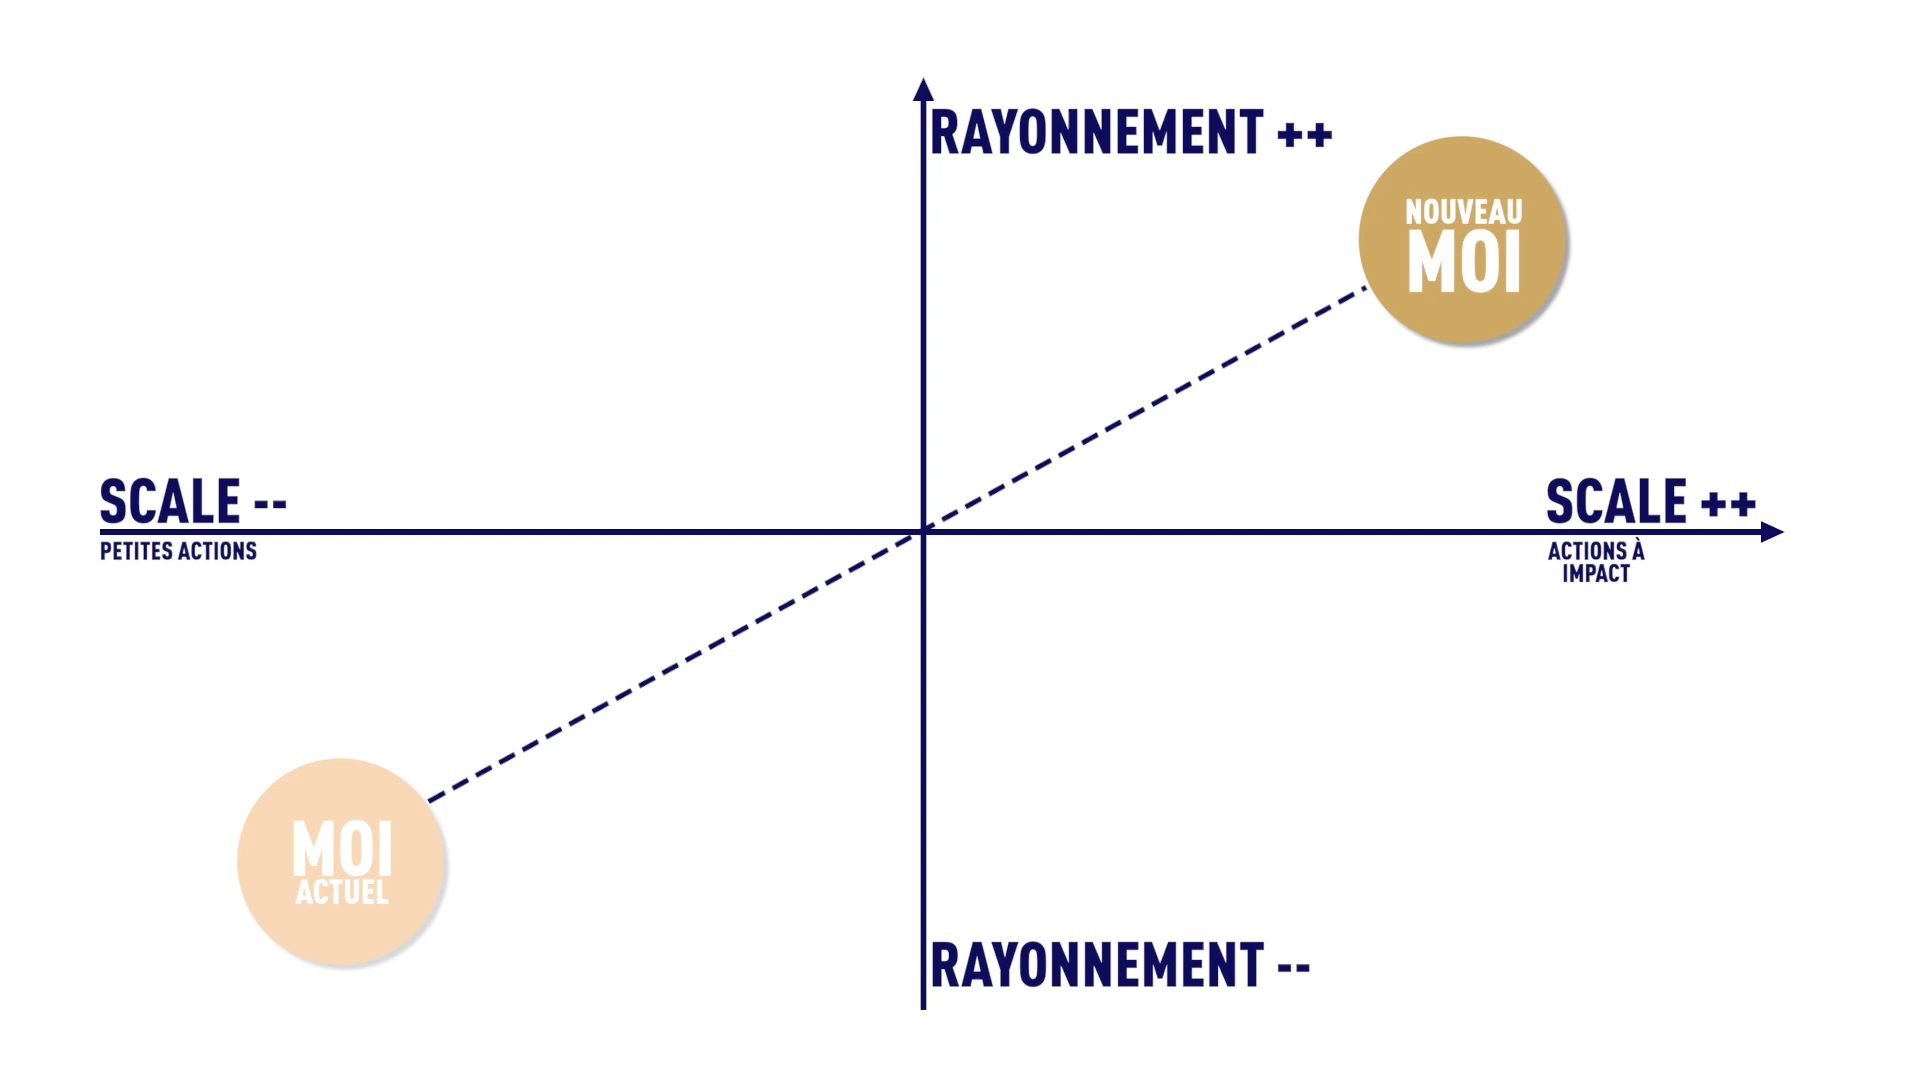 RAYONNEMENT ++
NOUVEAU
MOI
SCALE --
PETITES ACTIONS
SCALE ++
ACTIONS À
IMPACT
MOI
ACTUEL
RAYONNEMENT --